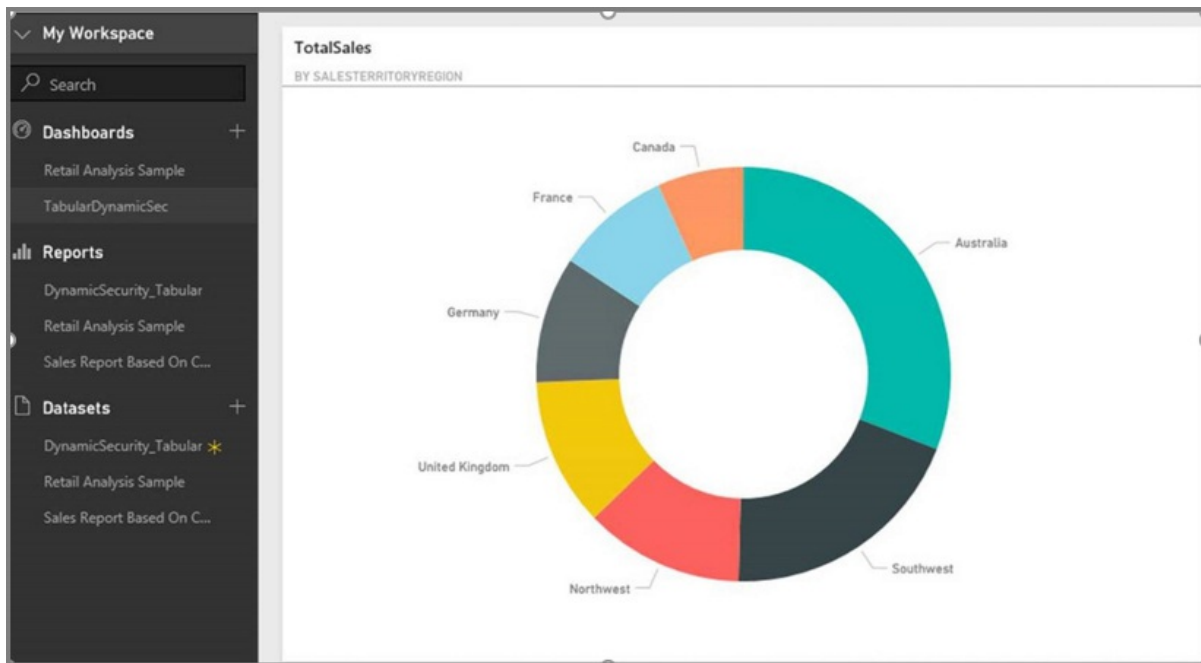 My Workspace
Search
Dashboards
Retail Analysis Sample
TabularDynamicSec
Reports
DynamicSecurity_Tabular
Retail Analysis Sample
Sales Report Based On C...
Datasets
DynamicSecurity_Tabular
Retail Analysis Sample
Sales Report Based On C...
TotalSales
BY SALESTERRITORYREGION
Canada
France
Australia
Germany
United Kingdom
Southwest
Northwest